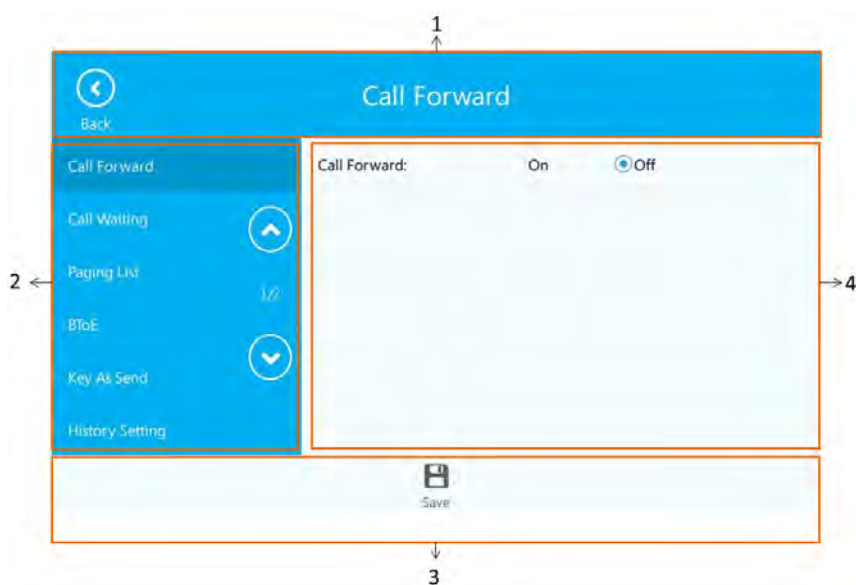 1
Call Forward
Back
Call Forward
Call Forward: On Off
Call Waiting
Paging List
2
1/2
4
BToE
Key As Send
History Setting
Save
3